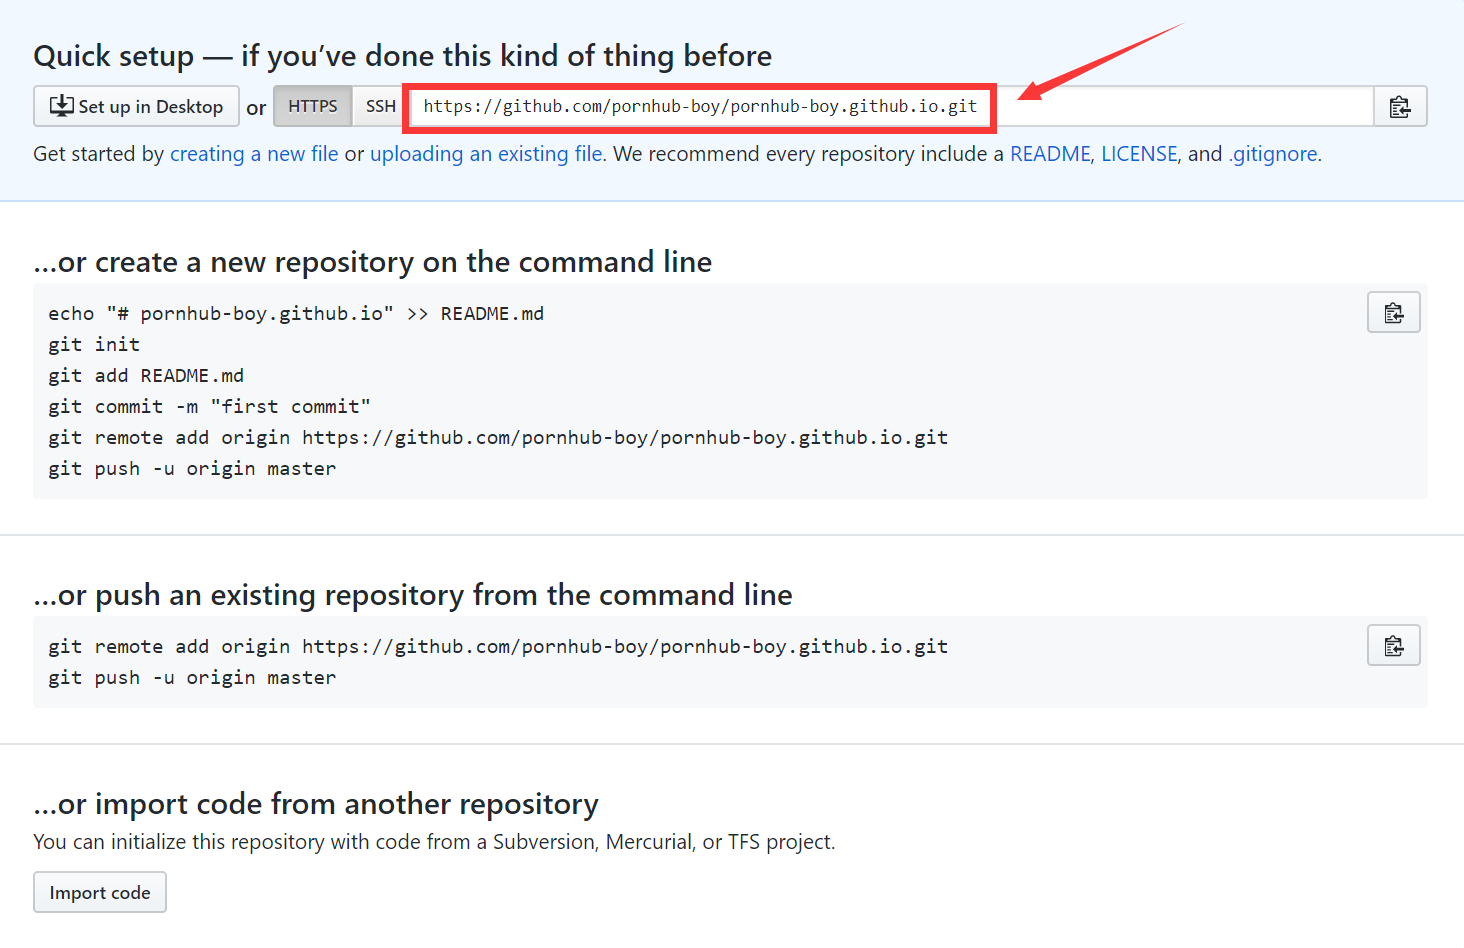 Quick setup — if you’ve done this kind of thing before
Set up in Desktop or HTTPS SSH https://github.com/pornhub-boy/pornhub-boy.github.io.git
Get started by creating a new file or uploading an existing file. We recommend every repository include a README, LICENSE, and .gitignore.
…or create a new repository on the command line
echo "# pornhub-boy.github.io" >> README.md
git init
git add README.md
git commit -m "first commit"
git remote add origin https://github.com/pornhub-boy/pornhub-boy.github.io.git
git push -u origin master
…or push an existing repository from the command line
git remote add origin https://github.com/pornhub-boy/pornhub-boy.github.io.git
git push -u origin master
…or import code from another repository
You can initialize this repository with code from a Subversion, Mercurial, or TFS project.
Import code